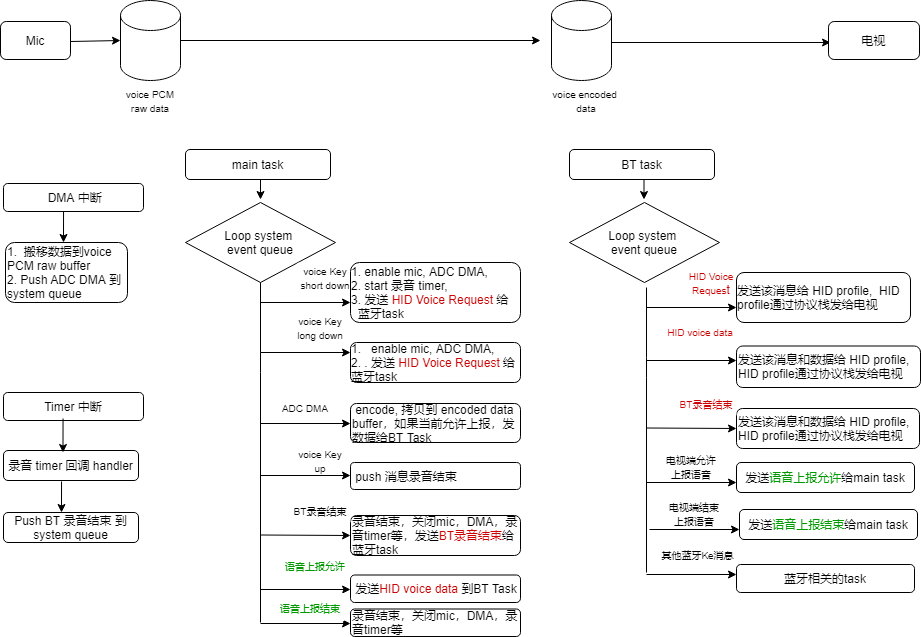 Mic
电视
voice PCM
raw data
voice encoded
data
DMA 中断
1.  搬移数据到voice
PCM raw buffer
2. Push ADC DMA 到
system queue
Timer 中断
录音 timer 回调 handler
Push BT 录音结束 到
system queue
main task
Loop system
event queue
voice Key
short down
1. enable mic, ADC DMA,
2. start 录音 timer,
3. 发送 HID Voice Request 给
蓝牙task
voice Key
long down
1.   enable mic, ADC DMA,
2. . 发送 HID Voice Request 给
蓝牙task
ADC DMA
encode, 拷贝到 encoded data
buffer，如果当前允许上报，发
数据给BT Task
voice Key
up
push 消息录音结束
BT录音结束
录音结束，关闭mic，DMA，录
音timer等，发送BT录音结束给
蓝牙task
语音上报允许
发送HID voice data 到BT Task
语音上报结束
录音结束，关闭mic，DMA，录
音timer等
BT task
Loop system
event queue
HID Voice
Request
发送该消息给 HID profile,  HID
profile通过协议栈发给电视
HID voice data
发送该消息和数据给 HID profile,
HID profile通过协议栈发给电视
BT录音结束
发送该消息和数据给 HID profile,
HID profile通过协议栈发给电视
电视端允许
上报语音
发送语音上报允许给main task
电视端结束
上报语音
发送语音上报结束给main task
其他蓝牙Ke消息
蓝牙相关的task